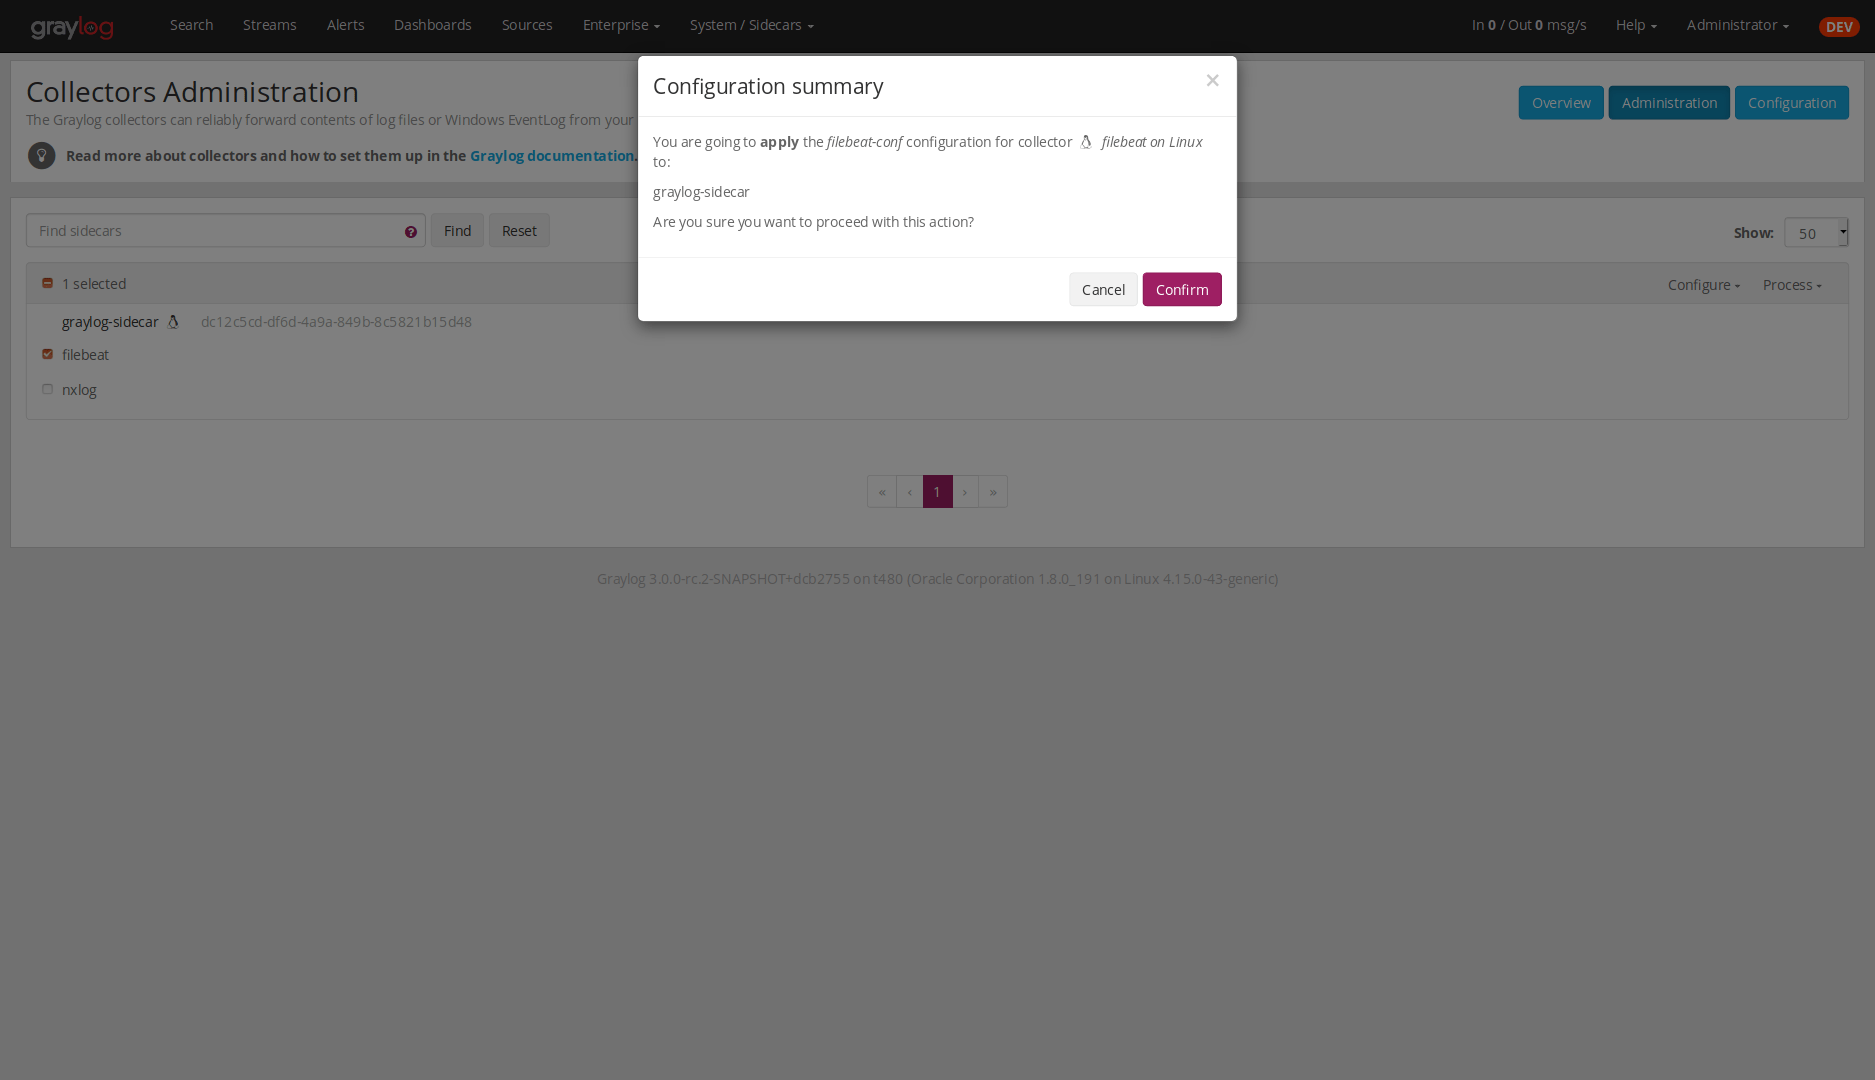 graylog Search Streams Alerts Dashboards Sources Enterprise System / Sidecars In 0 / Out 0 msg/s Help Administrator DEV
Configuration summary ×
You are going to apply the filebeat-conf configuration for collector filebeat on Linux
to:
graylog-sidecar
Are you sure you want to proceed with this action?
Cancel Confirm
Collectors Administration
The Graylog collectors can reliably forward contents of log files or Windows EventLog from your
Read more about collectors and how to set them up in the Graylog documentation.
Overview Administration Configuration
Find sidecars ? Find Reset Show: 50
1 selected Configure Process
graylog-sidecar dc12c5cd-df6d-4a9a-849b-8c5821b15d48
filebeat
nxlog
« ‹ 1 › »
Graylog 3.0.0-rc.2-SNAPSHOT+dcb2755 on t480 (Oracle Corporation 1.8.0_191 on Linux 4.15.0-43-generic)